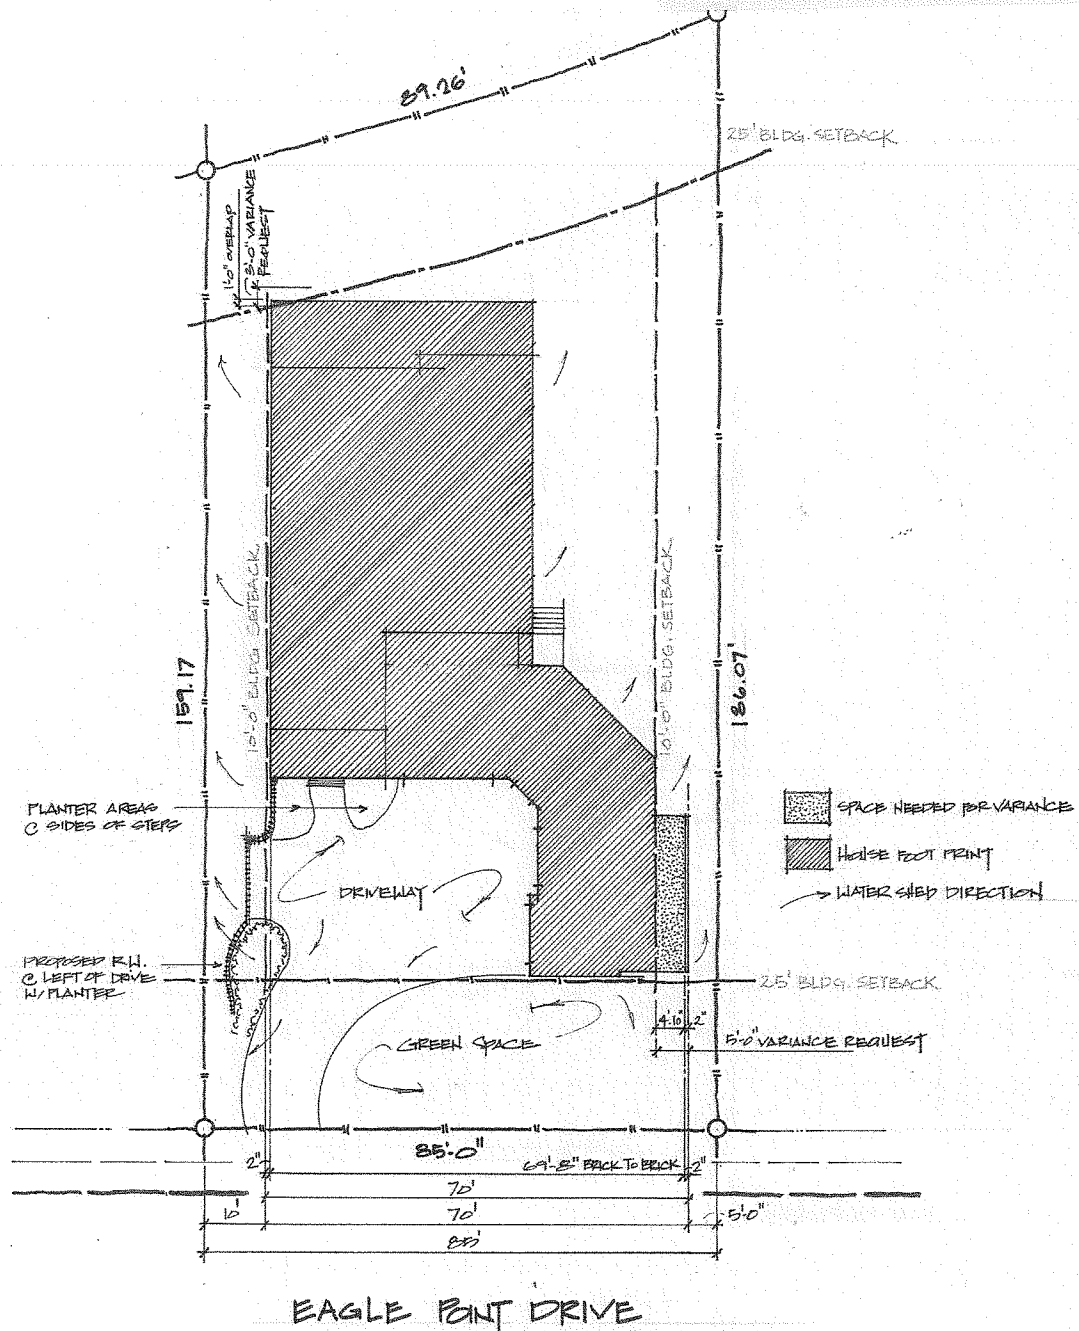 89.26'
25' BLDG. SETBACK
1'-0" OVERLAP
3'-0" VARIANCE
REQUEST
10'-0" BLDG. SETBACK
10'-0" BLDG. SETBACK
159.17
186.07'
PLANTER AREAS
@ SIDES OF STEPS
SPACE NEEDED FOR VARIANCE
HOUSE FOOT PRINT
WATER SHED DIRECTION
DRIVEWAY
PROPOSED R.W.
@ LEFT OF DRIVE
W/ PLANTER
25' BLDG. SETBACK
4'-10" 2"
5'-0" VARIANCE REQUEST
GREEN SPACE
85'-0"
2" 69'-8" BRICK TO BRICK 2"
70'
10' 70' 5'-0"
85'
EAGLE POINT DRIVE